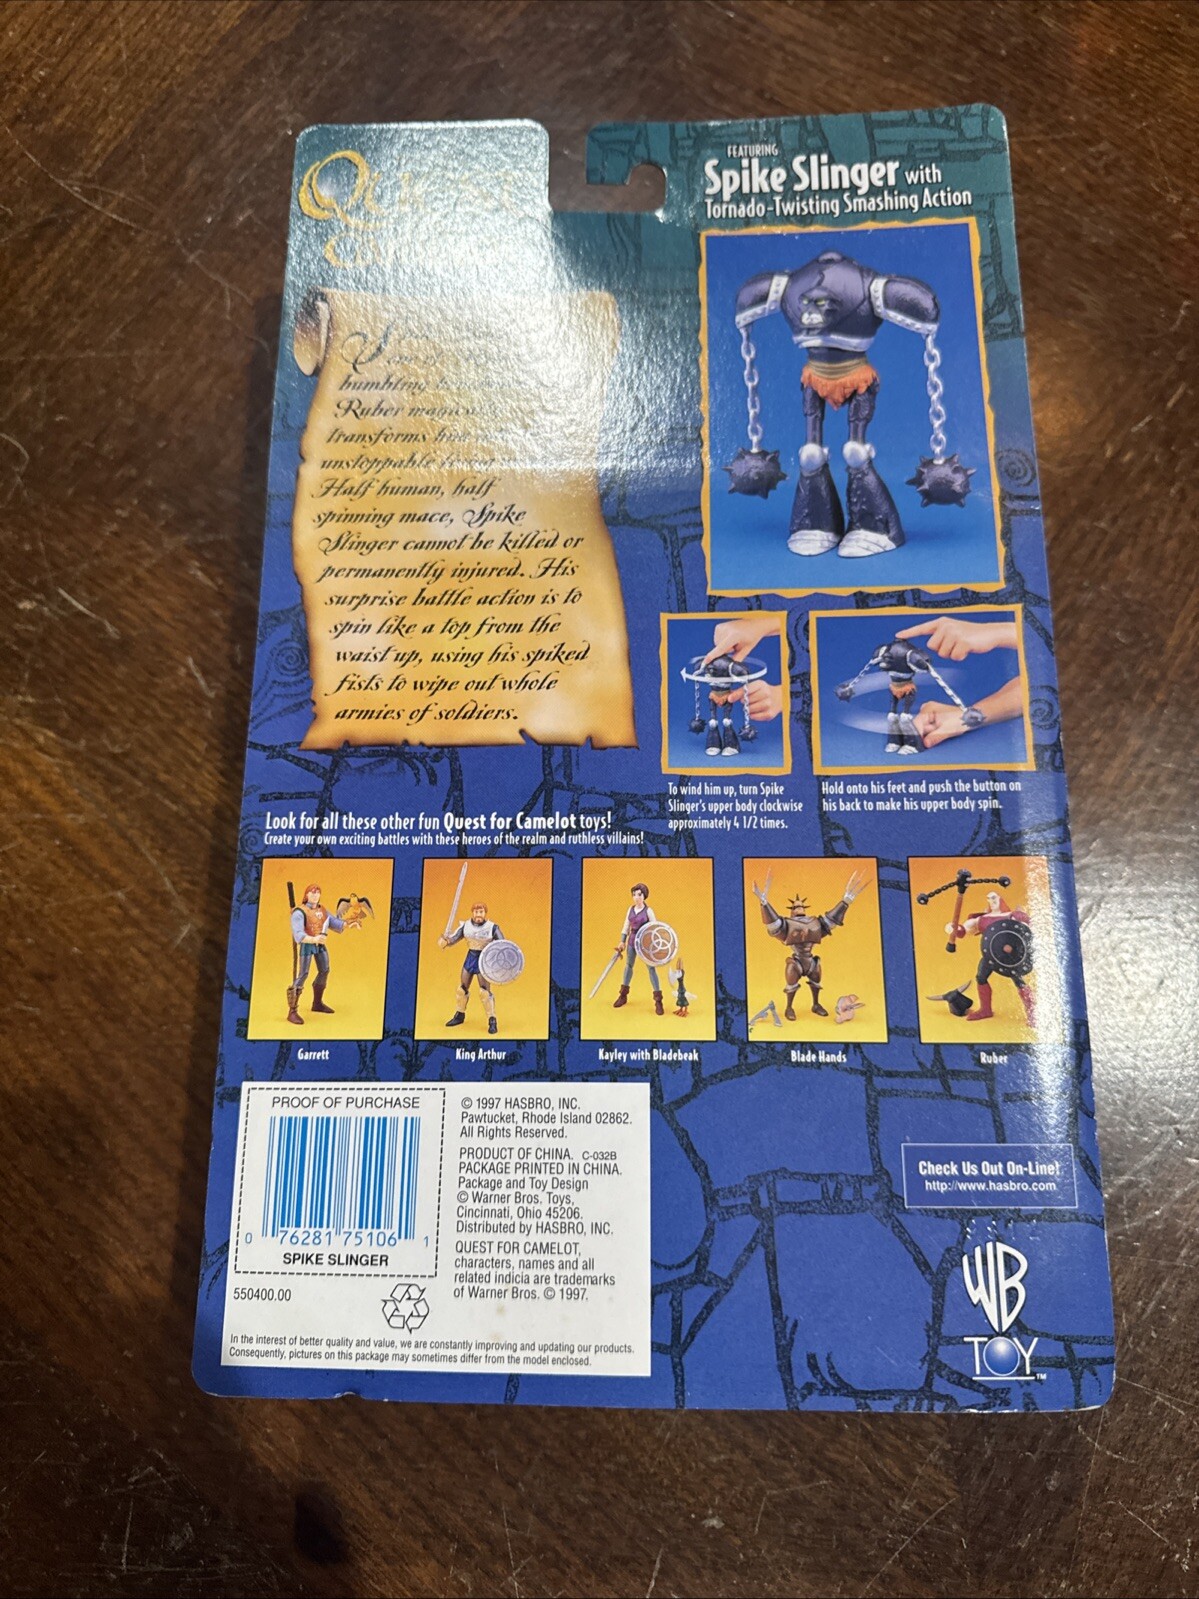 QUEST
FEATURING
Spike Slinger with
Tornado-Twisting Smashing Action
bumbling
Ruber
transforms
unstoppable
Half human, half
spinning mace, Spike
Slinger cannot be killed or
permanently injured. His
surprise battle action is to
spin like a top from the
waist up, using his spiked
fists to wipe out whole
armies of soldiers.
To wind him up, turn Spike
Slinger's upper body clockwise
approximately 4 1/2 times.
Hold onto his feet and push the button on
his back to make his upper body spin.
Look for all these other fun Quest for Camelot toys!
Create your own exciting battles with these heroes of the realm and ruthless villains!
Garrett
King Arthur
Kayley with Bladebeak
Blade Hands
Ruber
PROOF OF PURCHASE
0 76281 75106 1
SPIKE SLINGER
550400.00
© 1997 HASBRO, INC.
Pawtucket, Rhode Island 02862.
All Rights Reserved.
PRODUCT OF CHINA. C-032B
PACKAGE PRINTED IN CHINA.
Package and Toy Design
© Warner Bros. Toys,
Cincinnati, Ohio 45206.
Distributed by HASBRO, INC.
QUEST FOR CAMELOT,
characters, names and all
related indicia are trademarks
of Warner Bros. © 1997.
In the interest of better quality and value, we are constantly improving and updating our products.
Consequently, pictures on this package may sometimes differ from the model enclosed.
Check Us Out On-Line!
http://www.hasbro.com
WB
TOY™